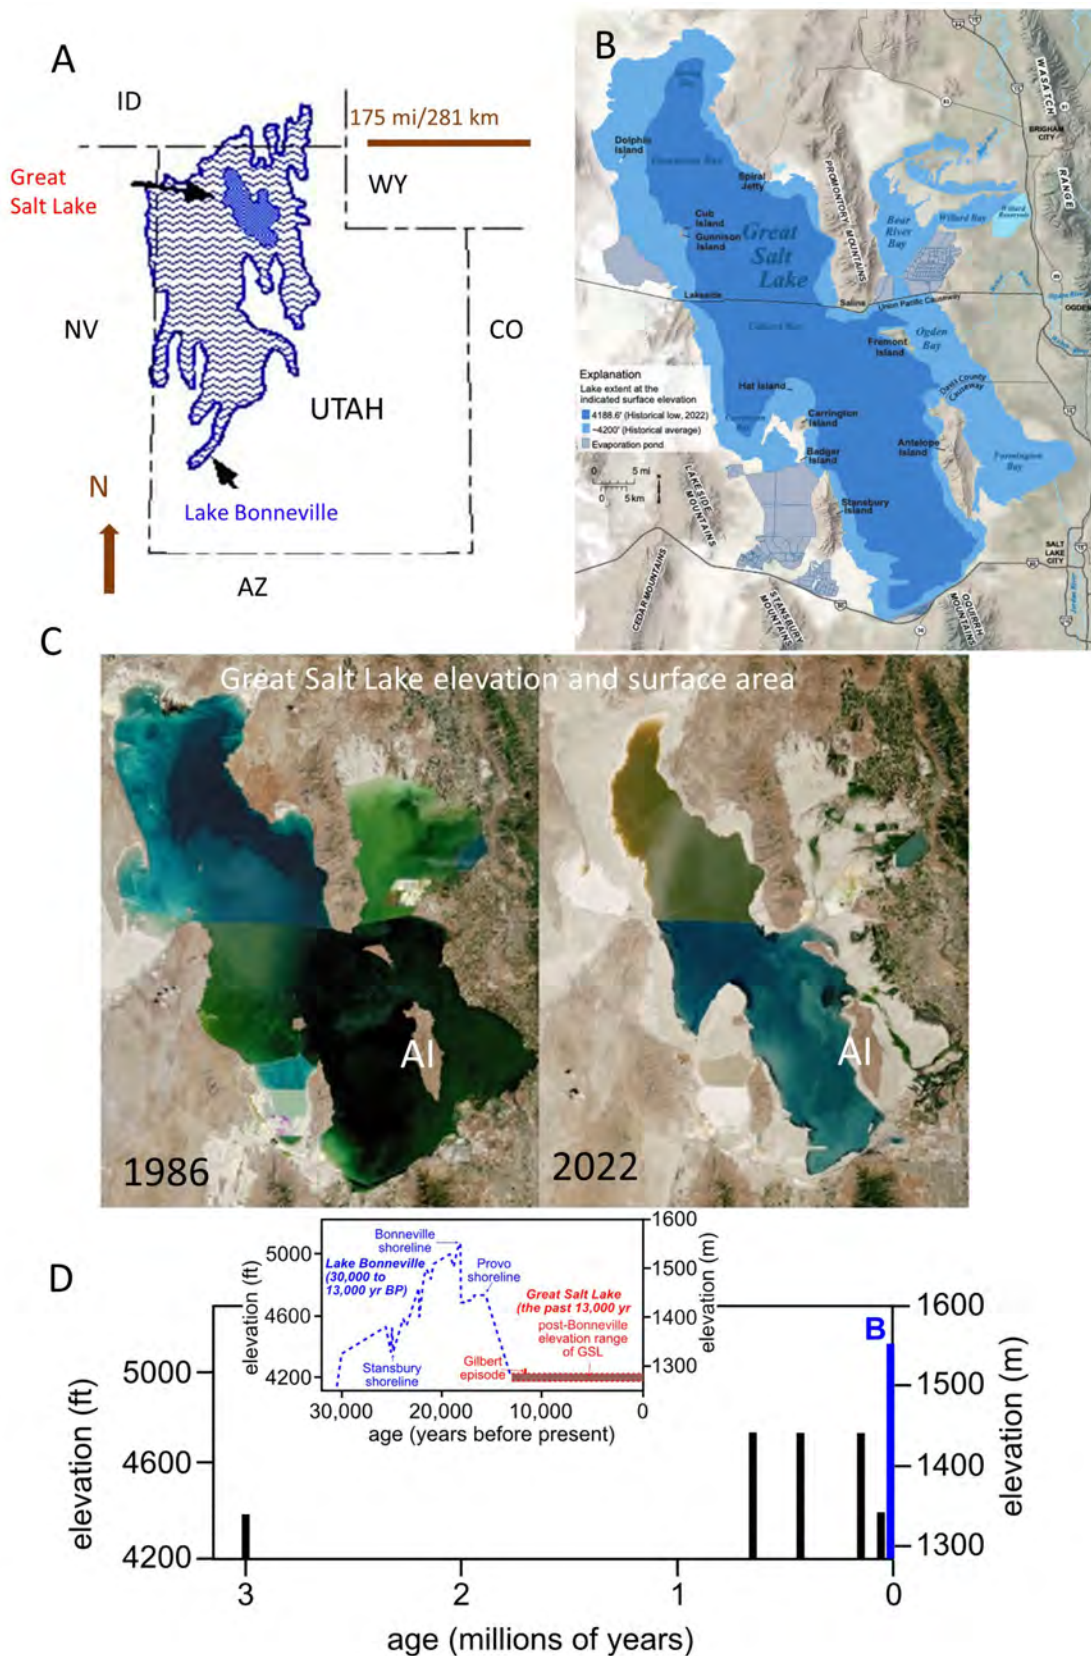 A
ID
175 mi/281 km
Great
Salt Lake
WY
NV
CO
UTAH
N
Lake Bonneville
AZ
B
WASATCH
RANGE
BRIGHAM
CITY
Dolphin
Island
Spiral
Jetty
PROMONTORY MOUNTAINS
Cub
Island
Gunnison
Island
Great
Salt
Lake
Bear
River
Bay
Willard Bay
Willard
Reservoir
Lakeside
Saline
Union Pacific Causeway
OGDEN
Ogden
Bay
Fremont
Island
Davis County
Causeway
Hat Island
Carrington
Island
Badger
Island
Antelope
Island
Farmington
Bay
Stansbury
Island
Explanation
Lake extent at the
indicated surface elevation
4188.6' (Historical low, 2022)
~4200' (Historical average)
Evaporation pond
0 5 mi
0 5 km
LAKESIDE
MOUNTAINS
CEDAR MOUNTAINS
STANSBURY
MOUNTAINS
OQUIRRH
MOUNTAINS
SALT
LAKE
CITY
Jordan River
C
Great Salt Lake elevation and surface area
AI
AI
1986
2022
D
Bonneville
shoreline
Lake Bonneville
(30,000 to
13,000 yr BP)
Provo
shoreline
Great Salt Lake
(the past 13,000 yr
post-Bonneville
elevation range
of GSL
Gilbert
episode
Stansbury
shoreline
elevation (ft)
5000
4600
4200
1600
1500
1400
1300
elevation (m)
30,000
20,000
10,000
0
age (years before present)
B
elevation (ft)
5000
4600
4200
1600
1500
1400
1300
elevation (m)
3
2
1
0
age (millions of years)